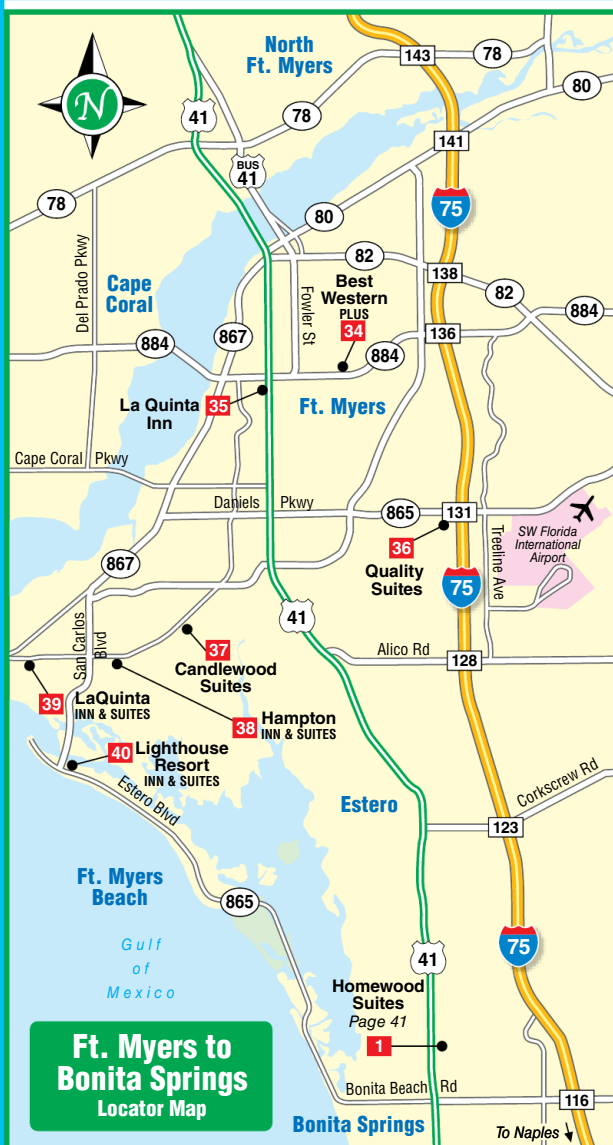 North
Ft. Myers
143
78
80
N
41
78
141
BUS
41
75
78
80
82
138
Del Prado Pkwy
Cape
Coral
Fowler St
Best
Western
PLUS
34
82
884
136
884
867
884
La Quinta
Inn
35
Ft. Myers
Cape Coral Pkwy
Daniels Pkwy
865
131
36
Quality
Suites
SW Florida
International
Airport
Treeline Ave
867
75
41
San Carlos
Blvd
37
Candlewood
Suites
Alico Rd
128
39
LaQuinta
INN & SUITES
38
Hampton
INN & SUITES
40
Lighthouse
Resort
INN & SUITES
Estero Blvd
Estero
Corkscrew Rd
123
Ft. Myers
Beach
865
Gulf
of
Mexico
41
75
Homewood
Suites
Page 41
1
Ft. Myers to
Bonita Springs
Locator Map
Bonita Beach Rd
116
Bonita Springs
To Naples